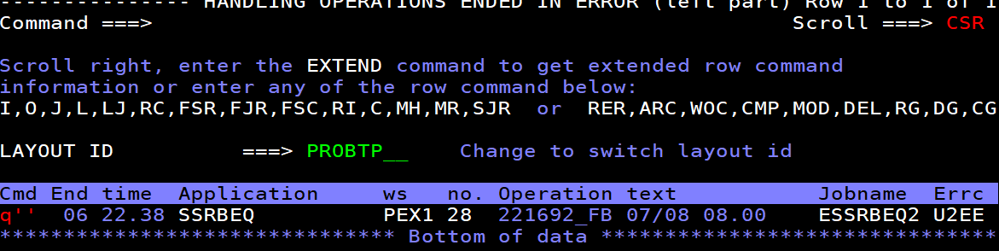 --------------- HANDLING OPERATIONS ENDED IN ERROR (left part) Row 1 to 1 of 1
Command ===> Scroll ===> CSR
Scroll right, enter the EXTEND command to get extended row command
information or enter any of the row command below:
I,O,J,L,LJ,RC,FSR,FJR,FSC,RI,C,MH,MR,SJR or RER,ARC,WOC,CMP,MOD,DEL,RG,DG,CG
LAYOUT ID ===> PROBTP__ Change to switch layout id
Cmd End time Application ws no. Operation text Jobname Errc
q'' 06 22.38 SSRBEQ PEX1 28 221692_FB 07/08 08.00 ESSRBEQ2 U2EE
******************************* Bottom of data *******************************